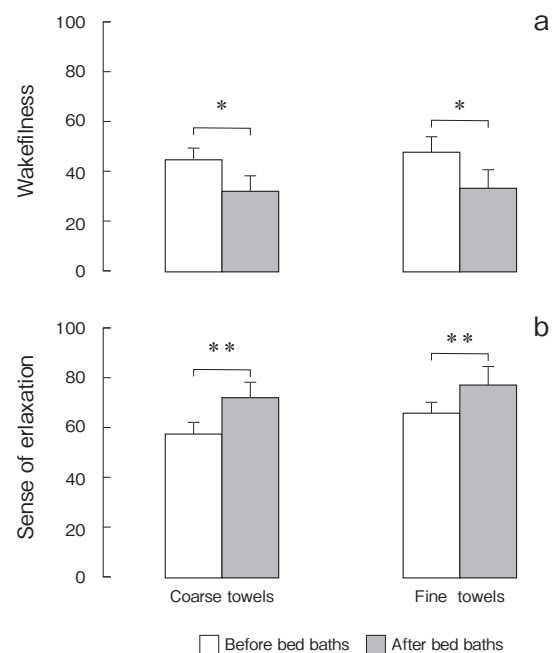 a
100
80
60
40
20
0
Wakefilness
*
*
b
100
80
60
40
20
0
Sense of erlaxation
**
**
Coarse towels
Fine towels
Before bed baths
After bed baths